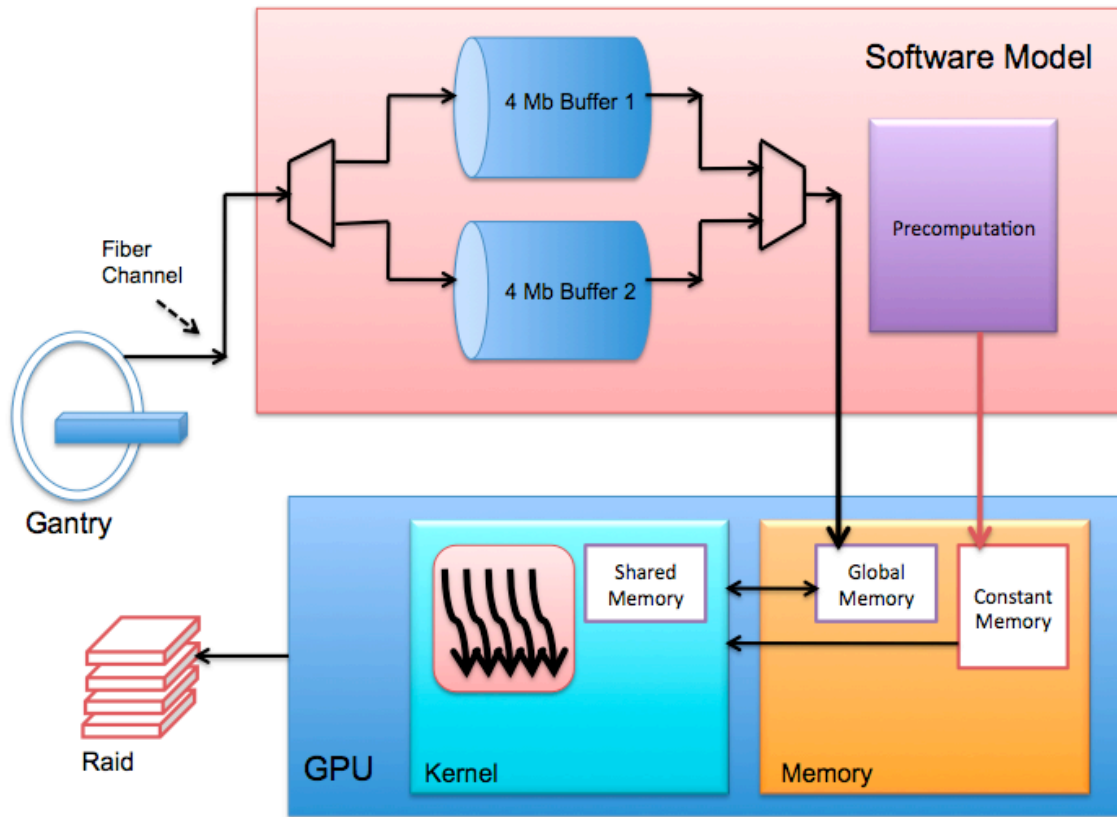 Software Model
4 Mb Buffer 1
4 Mb Buffer 2
Precomputation
Fiber
Channel
Gantry
Shared
Memory
Global
Memory
Constant
Memory
Raid
GPU
Kernel
Memory